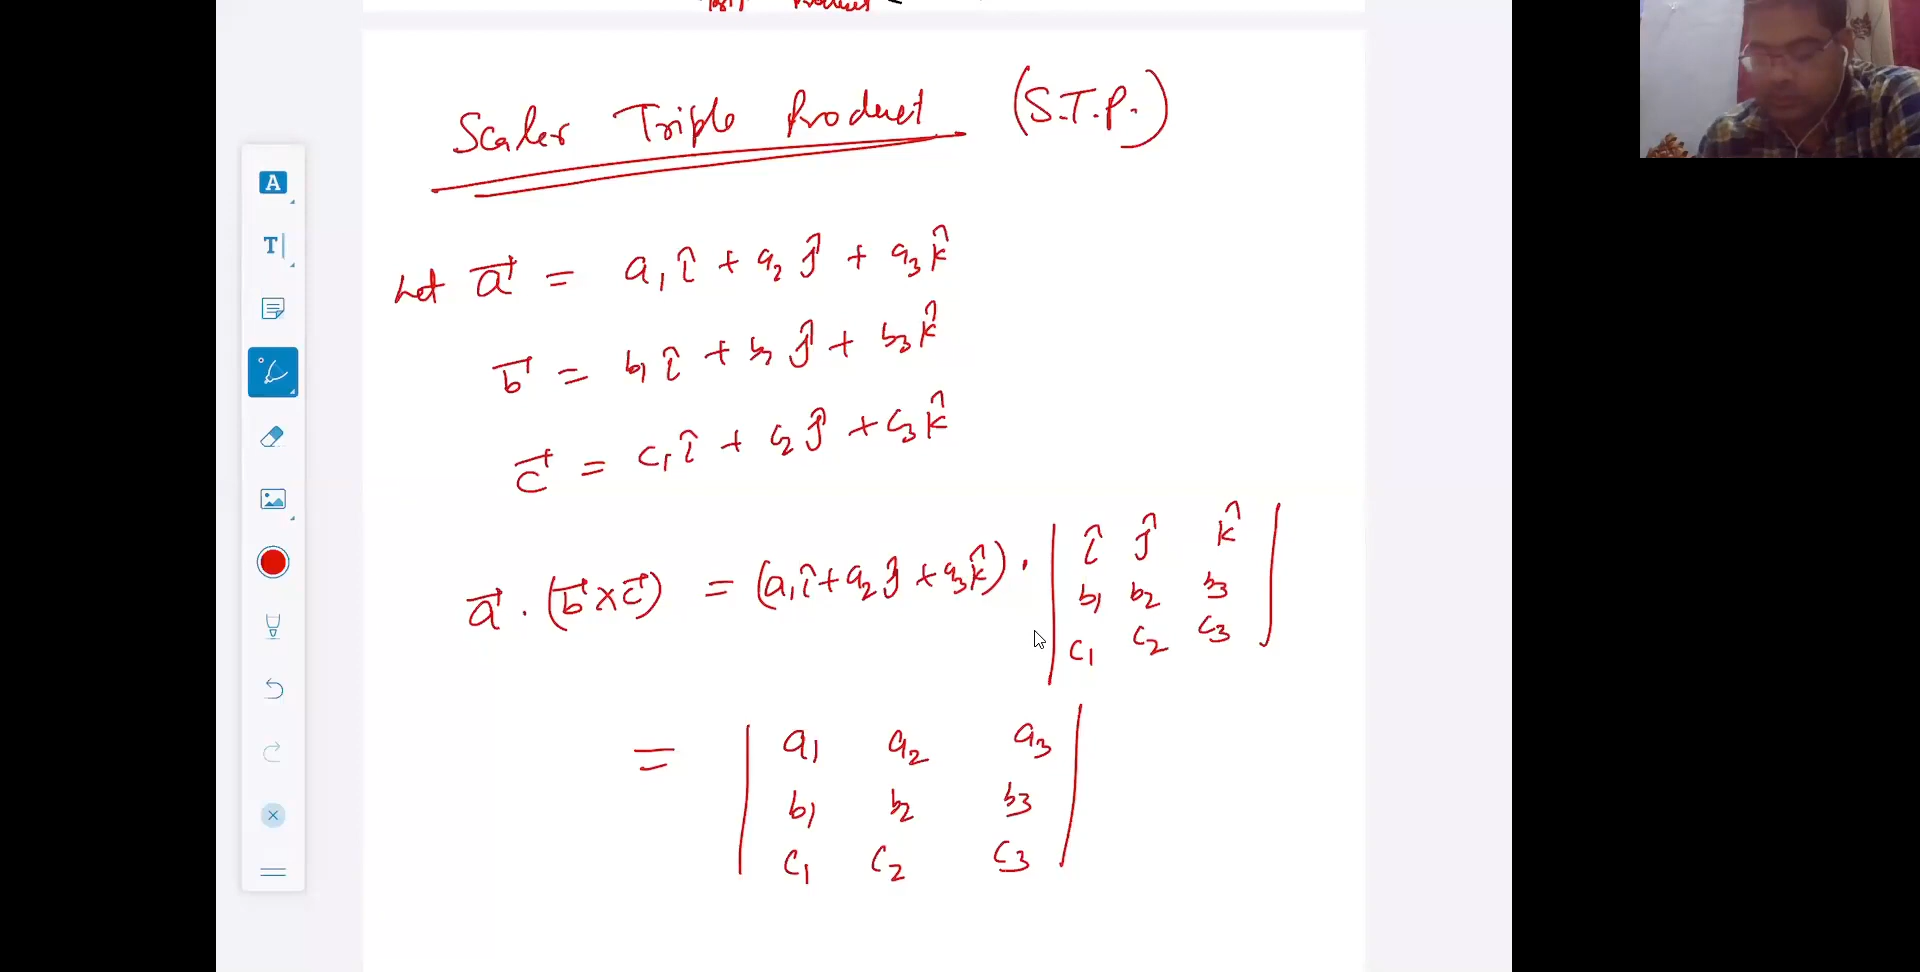 Product
Scaler Triple Product (S.T.P.)
Let a⃗ = a₁î + a₂ĵ + a₃k̂
b⃗ = b₁î + b₂ĵ + b₃k̂
c⃗ = c₁î + c₂ĵ + c₃k̂
a⃗ · (b⃗ × c⃗) = (a₁î + a₂ĵ + a₃k̂) · | î ĵ k̂ |
| b₁ b₂ b₃ |
| c₁ c₂ c₃ |
= | a₁ a₂ a₃ |
| b₁ b₂ b₃ |
| c₁ c₂ c₃ |
A
T